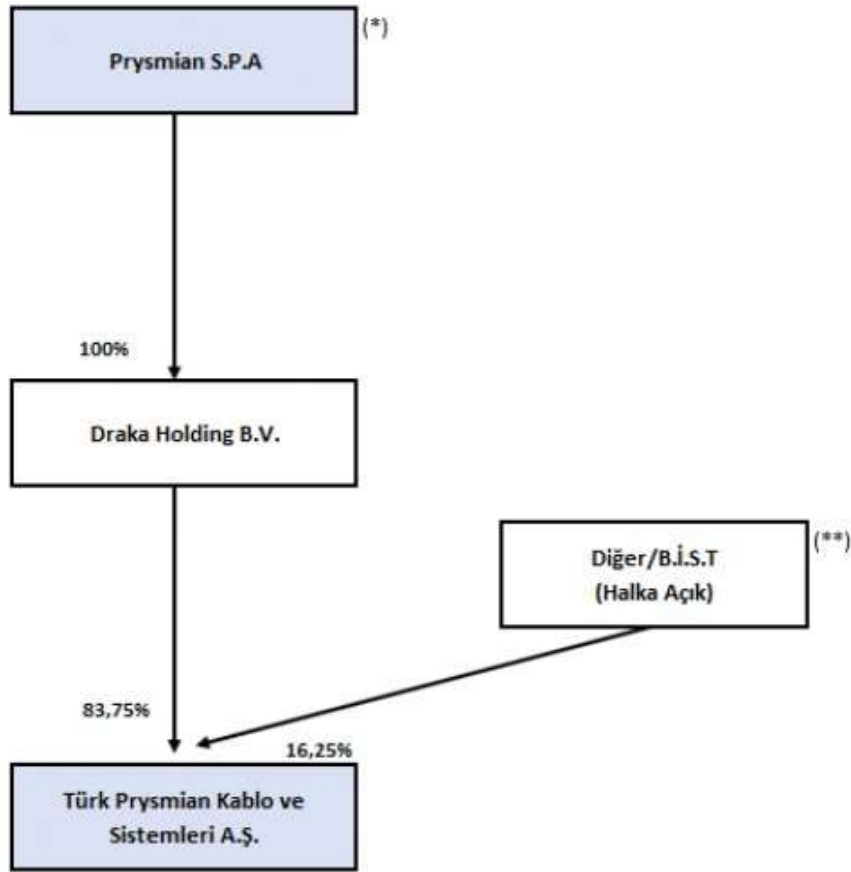 Prysmian S.P.A
(*)
100%
Draka Holding B.V.
Diğer/B.İ.S.T
(Halka Açık)
(**)
83,75%
16,25%
Türk Prysmian Kablo ve
Sistemleri A.Ş.